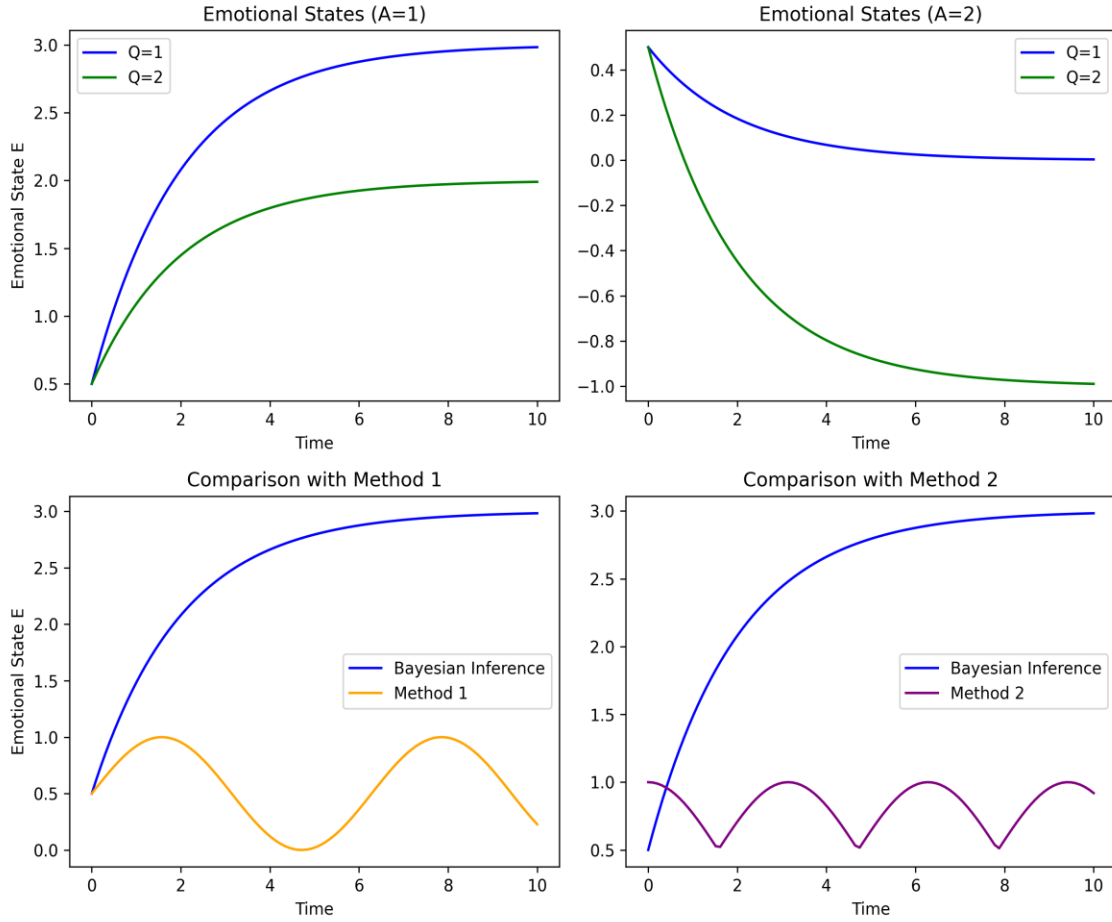 Emotional States (A=1)
Q=1
Q=2
Emotional State E
3.0
2.5
2.0
1.5
1.0
0.5
0 2 4 6 8 10
Time
Emotional States (A=2)
Q=1
Q=2
0.4
0.2
0.0
−0.2
−0.4
−0.6
−0.8
−1.0
0 2 4 6 8 10
Time
Comparison with Method 1
Bayesian Inference
Method 1
Emotional State E
3.0
2.5
2.0
1.5
1.0
0.5
0.0
0 2 4 6 8 10
Time
Comparison with Method 2
Bayesian Inference
Method 2
3.0
2.5
2.0
1.5
1.0
0.5
0 2 4 6 8 10
Time